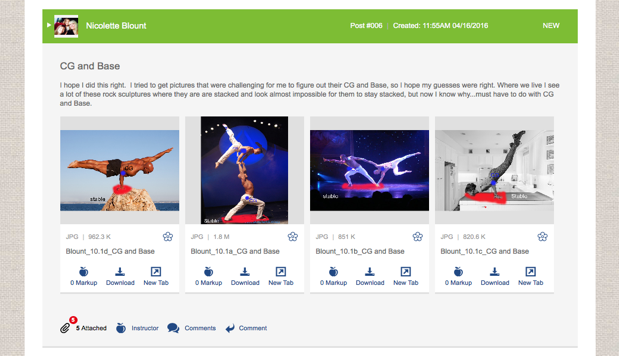 Nicolette Blount
Post #006 | Created: 11:55AM 04/16/2016
NEW
CG and Base
I hope I did this right. I tried to get pictures that were challenging for me to figure out their CG and Base, so I hope my guesses were right. Where we live I see
a lot of these rock sculptures where they are are stacked and look almost impossible for them to stay stacked, but now I know why...must have to do with CG
and Base.
stable
Stable
stable
Stable
JPG | 962.3 K
JPG | 1.8 M
JPG | 851 K
JPG | 820.6 K
Blount_10.1d_CG and Base
Blount_10.1a_CG and Base
Blount_10.1b_CG and Base
Blount_10.1c_CG and Base
0 Markup Download New Tab
0 Markup Download New Tab
0 Markup Download New Tab
0 Markup Download New Tab
5
5 Attached Instructor Comments Comment